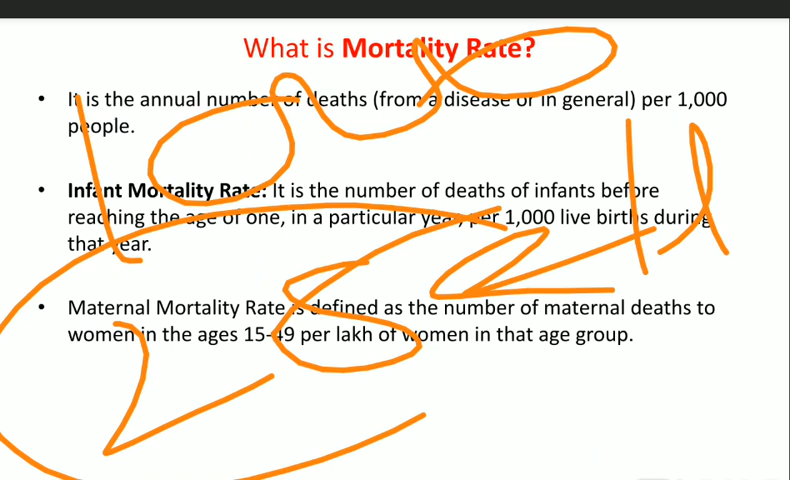 What is Mortality Rate?
• It is the annual number of deaths (from a disease or in general) per 1,000
people.
• Infant Mortality Rate: It is the number of deaths of infants before
reaching the age of one, in a particular year, per 1,000 live births during
that year.
• Maternal Mortality Rate is defined as the number of maternal deaths to
women in the ages 15-49 per lakh of women in that age group.